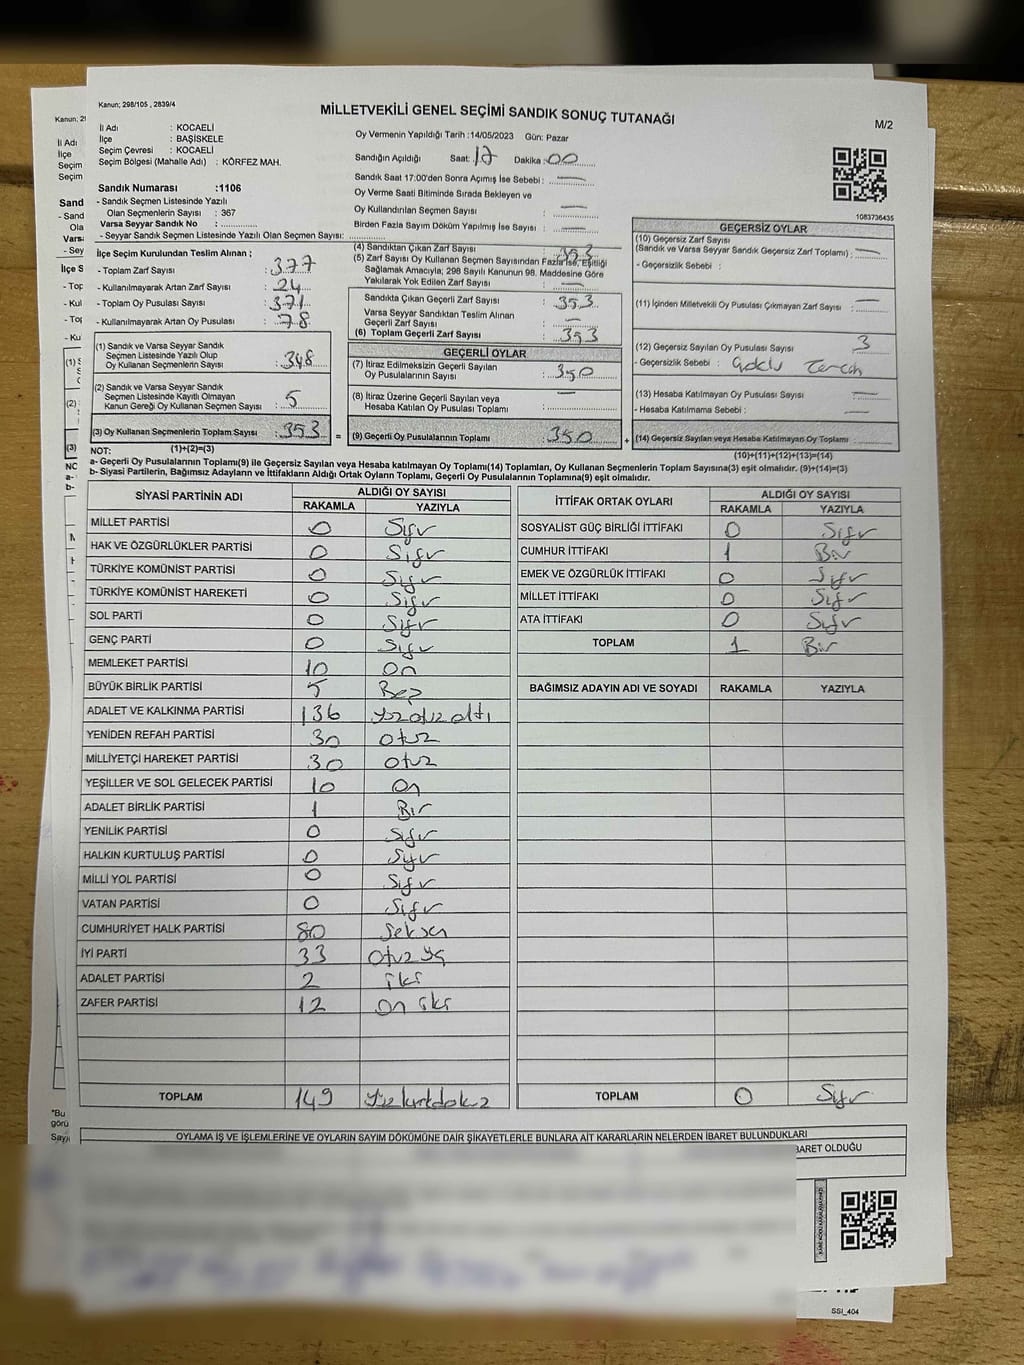 Kanun; 298/105 , 2839/4
MİLLETVEKİLİ GENEL SEÇİMİ SANDIK SONUÇ TUTANAĞI
M/2
İl Adı : KOCAELİ
İlçe : BAŞİSKELE
Seçim Çevresi : KOCAELİ
Seçim Bölgesi (Mahalle Adı) : KÖRFEZ MAH.
Oy Vermenin Yapıldığı Tarih :14/05/2023 Gün: Pazar
Sandığın Açıldığı Saat: 17 Dakika : 00
Sandık Saat 17:00'den Sonra Açımış İse Sebebi : —
Oy Verme Saati Bitiminde Sırada Bekleyen ve
Oy Kullandırılan Seçmen Sayısı : —
Birden Fazla Sayım Döküm Yapılmış İse Sayısı : —
Sandık Numarası :1106
- Sandık Seçmen Listesinde Yazılı
Olan Seçmenlerin Sayısı : 367
Varsa Seyyar Sandık No :
- Seyyar Sandık Seçmen Listesinde Yazılı Olan Seçmen Sayısı:
1083736435
İlçe Seçim Kurulundan Teslim Alınan ;
- Toplam Zarf Sayısı : 377
- Kullanılmayarak Artan Zarf Sayısı : 24
- Toplam Oy Pusulası Sayısı : 371
- Kullanılmayarak Artan Oy Pusulası : 78
(1) Sandık ve Varsa Seyyar Sandık
Seçmen Listesinde Yazılı Olup
Oy Kullanan Seçmenlerin Sayısı : 348
(2) Sandık ve Varsa Seyyar Sandık
Seçmen Listesinde Kayıtlı Olmayan
Kanun Gereği Oy Kullanan Seçmen Sayısı : 5
(3) Oy Kullanan Seçmenlerin Toplam Sayısı : 353
(4) Sandıktan Çıkan Zarf Sayısı : 353
(5) Zarf Sayısı Oy Kullanan Seçmen Sayısından Fazla İse, Eşitliği
Sağlamak Amacıyla; 298 Sayılı Kanunun 98. Maddesine Göre
Yakılarak Yok Edilen Zarf Sayısı : —
Sandıkta Çıkan Geçerli Zarf Sayısı : 353
Varsa Seyyar Sandıktan Teslim Alınan
Geçerli Zarf Sayısı : —
(6) Toplam Geçerli Zarf Sayısı : 353
GEÇERLİ OYLAR
(7) İtiraz Edilmeksizin Geçerli Sayılan
Oy Pusulalarının Sayısı : 350
(8) İtiraz Üzerine Geçerli Sayılan veya
Hesaba Katılan Oy Pusulası Toplamı : —
= (9) Geçerli Oy Pusulalarının Toplamı : 350
GEÇERSİZ OYLAR
(10) Geçersiz Zarf Sayısı
(Sandık ve Varsa Seyyar Sandık Geçersiz Zarf Toplamı) : —
- Geçersizlik Sebebi :
(11) İçinden Milletvekili Oy Pusulası Çıkmayan Zarf Sayısı : —
(12) Geçersiz Sayılan Oy Pusulası Sayısı : 3
- Geçersizlik Sebebi : Çoklu Tercih
(13) Hesaba Katılmayan Oy Pusulası Sayısı : —
- Hesaba Katılmama Sebebi : —
+ (14) Geçersiz Sayılan veya Hesaba Katılmayan Oy Toplamı :
NOT: (1)+(2)=(3)
(10)+(11)+(12)+(13)=(14)
a- Geçerli Oy Pusulalarının Toplamı(9) ile Geçersiz Sayılan veya Hesaba katılmayan Oy Toplamı(14) Toplamları, Oy Kullanan Seçmenlerin Toplam Sayısına(3) eşit olmalıdır. (9)+(14)=(3)
b- Siyasi Partilerin, Bağımsız Adayların ve İttifakların Aldığı Oyların Toplamı, Geçerli Oy Pusulalarının Toplamına(9) eşit olmalıdır.
SİYASİ PARTİNİN ADI ALDIĞI OY SAYISI
RAKAMLA YAZIYLA
MİLLET PARTİSİ 0 Sıfır
HAK VE ÖZGÜRLÜKLER PARTİSİ 0 Sıfır
TÜRKİYE KOMÜNİST PARTİSİ 0 Sıfır
TÜRKİYE KOMÜNİST HAREKETİ 0 Sıfır
SOL PARTİ 0 Sıfır
GENÇ PARTİ 0 Sıfır
MEMLEKET PARTİSİ 10 On
BÜYÜK BİRLİK PARTİSİ 5 Beş
ADALET VE KALKINMA PARTİSİ 136 Yüzotuzaltı
YENİDEN REFAH PARTİSİ 30 Otuz
MİLLİYETÇİ HAREKET PARTİSİ 30 Otuz
YEŞİLLER VE SOL GELECEK PARTİSİ 10 On
ADALET BİRLİK PARTİSİ 1 Bir
YENİLİK PARTİSİ 0 Sıfır
HALKIN KURTULUŞ PARTİSİ 0 Sıfır
MİLLİ YOL PARTİSİ 0 Sıfır
VATAN PARTİSİ 0 Sıfır
CUMHURİYET HALK PARTİSİ 80 Seksen
İYİ PARTİ 33 Otuz üç
ADALET PARTİSİ 2 iki
ZAFER PARTİSİ 12 On iki
TOPLAM 149 Yüzkırkdokuz
İTTİFAK ORTAK OYLARI ALDIĞI OY SAYISI
RAKAMLA YAZIYLA
SOSYALİST GÜÇ BİRLİĞİ İTTİFAKI 0 Sıfır
CUMHUR İTTİFAKI 1 Bir
EMEK VE ÖZGÜRLÜK İTTİFAKI 0 Sıfır
MİLLET İTTİFAKI 0 Sıfır
ATA İTTİFAKI 0 Sıfır
TOPLAM 1 Bir
BAĞIMSIZ ADAYIN ADI VE SOYADI RAKAMLA YAZIYLA
TOPLAM 0 Sıfır
OYLAMA İŞ VE İŞLEMLERİNE VE OYLARIN SAYIM DÖKÜMÜNE DAİR ŞİKAYETLERLE BUNLARA AİT KARARLARIN NELERDEN İBARET BULUNDUKLARI
BARET OLDUĞU
SSI_404